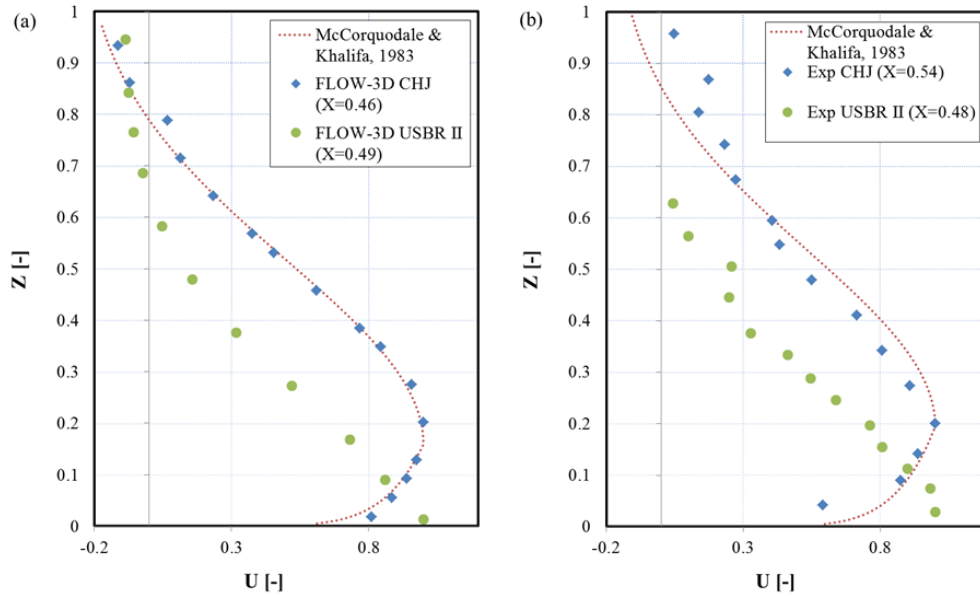 (a)
1
0.9
0.8
0.7
0.6
0.5
0.4
0.3
0.2
0.1
0
Z [-]
-0.2
0.3
0.8
U [-]
McCorquodale &
Khalifa, 1983
FLOW-3D CHJ
(X=0.46)
FLOW-3D USBR II
(X=0.49)
(b)
1
0.9
0.8
0.7
0.6
0.5
0.4
0.3
0.2
0.1
0
Z [-]
-0.2
0.3
0.8
U [-]
McCorquodale &
Khalifa, 1983
Exp CHJ (X=0.54)
Exp USBR II (X=0.48)